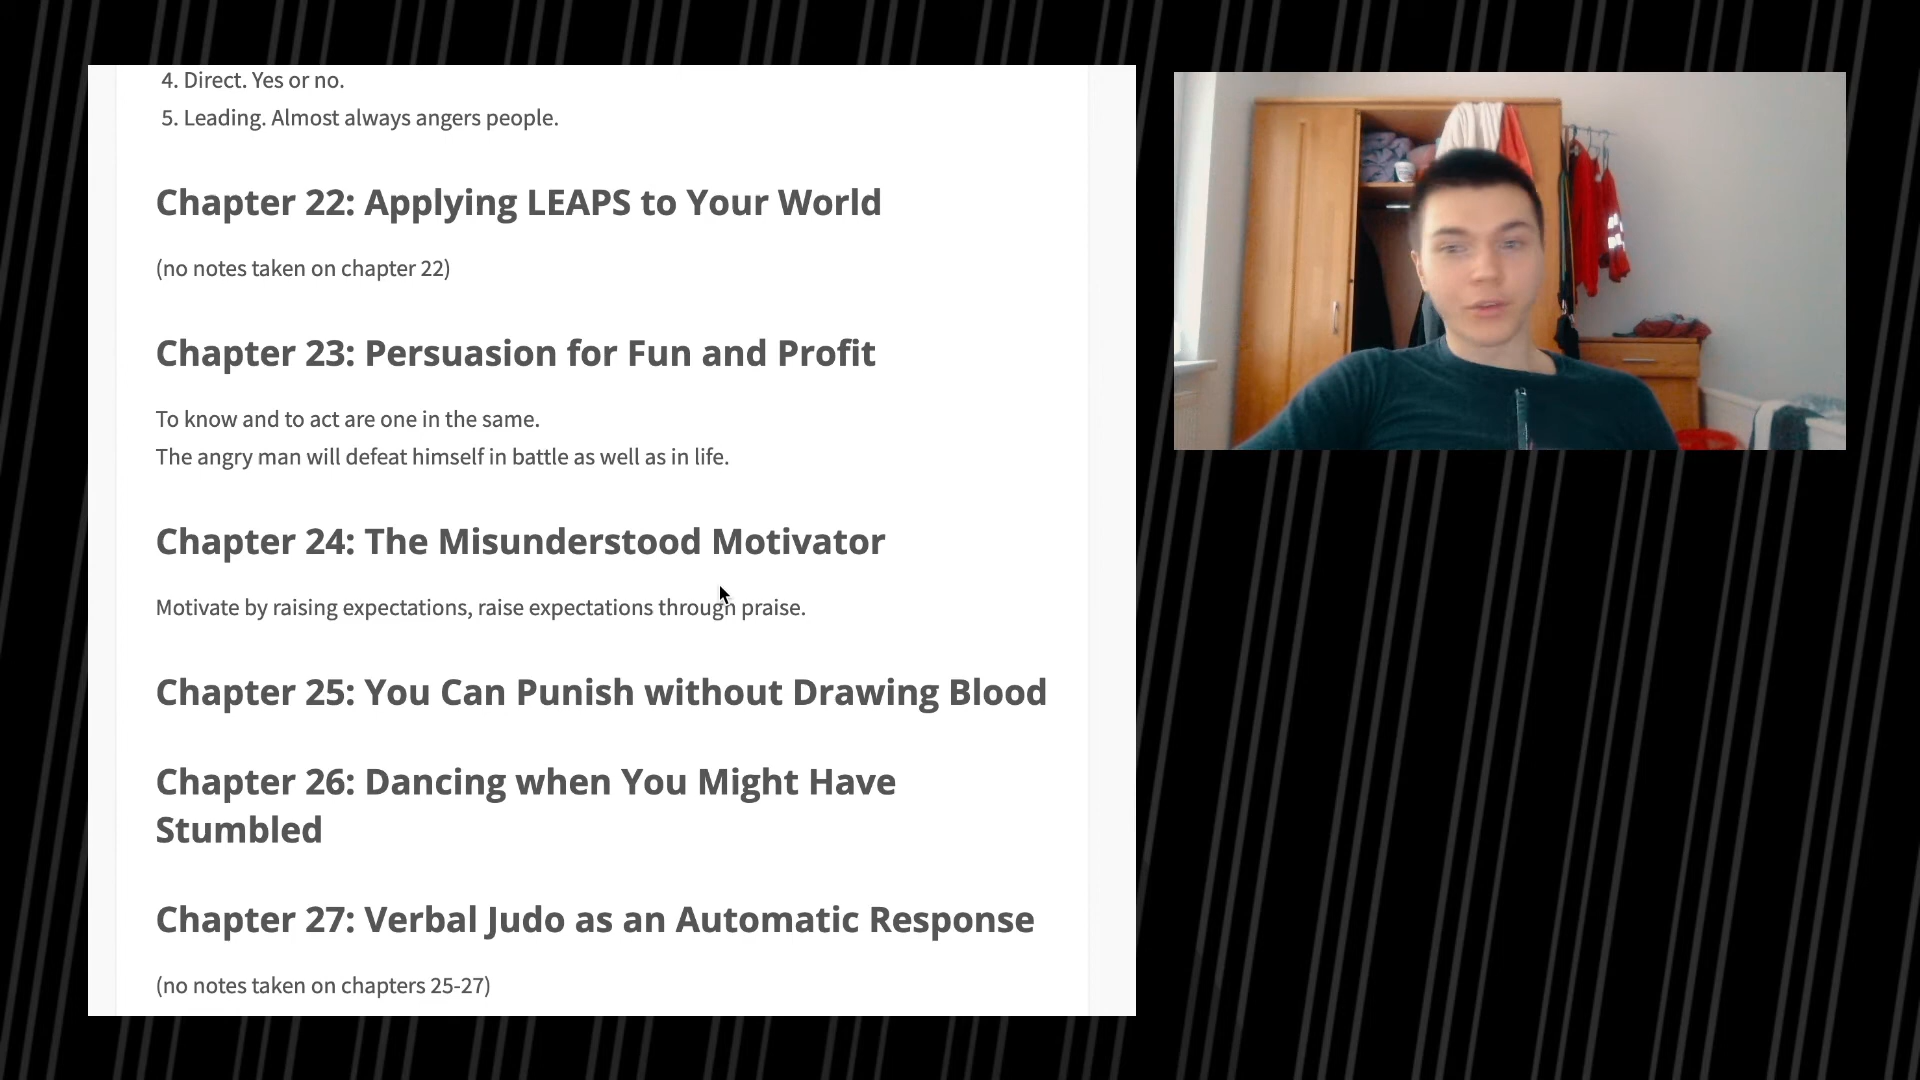 4. Direct. Yes or no.
5. Leading. Almost always angers people.
Chapter 22: Applying LEAPS to Your World
(no notes taken on chapter 22)
Chapter 23: Persuasion for Fun and Profit
To know and to act are one in the same.
The angry man will defeat himself in battle as well as in life.
Chapter 24: The Misunderstood Motivator
Motivate by raising expectations, raise expectations through praise.
Chapter 25: You Can Punish without Drawing Blood
Chapter 26: Dancing when You Might Have
Stumbled
Chapter 27: Verbal Judo as an Automatic Response
(no notes taken on chapters 25-27)